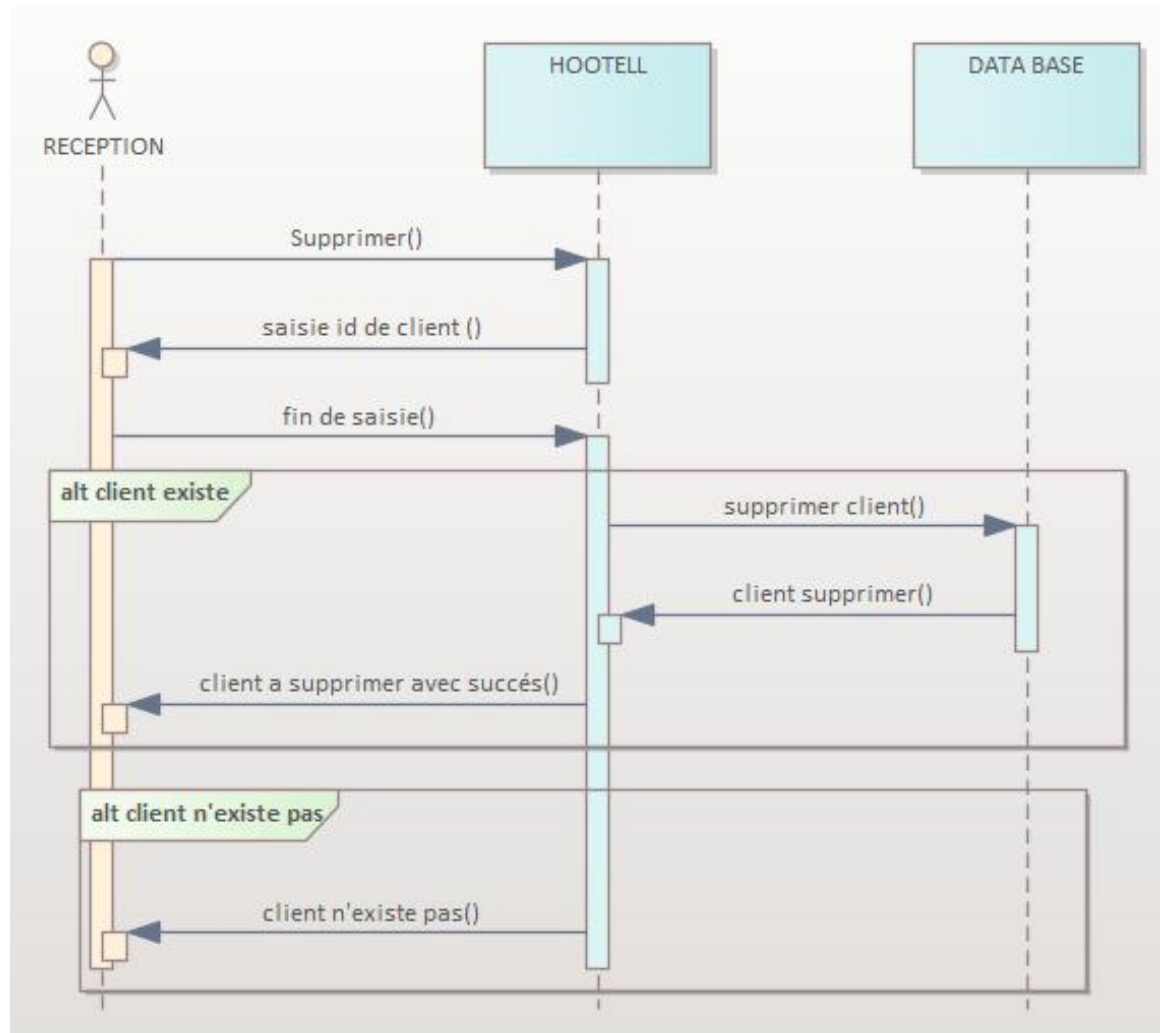 HOOTELL
DATA BASE
RECEPTION
Supprimer()
saisie id de client ()
fin de saisie()
alt client existe
supprimer client()
client supprimer()
client a supprimer avec succés()
alt client n'existe pas
client n'existe pas()